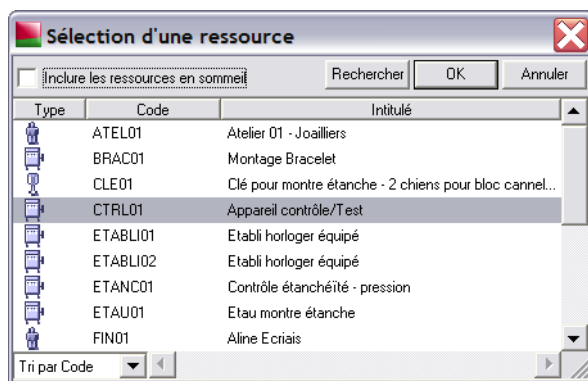 Sélection d'une ressource
Inclure les ressources en sommeil
Rechercher OK Annuler
Type Code Intitulé
ATEL01 Atelier 01 - Joailliers
BRAC01 Montage Bracelet
CLE01 Clé pour montre étanche - 2 chiens pour bloc cannel...
CTRL01 Appareil contrôle/Test
ETABLI01 Etabli horloger équipé
ETABLI02 Etabli horloger équipé
ETANC01 Contrôle étanchéïté - pression
ETAU01 Etau montre étanche
FIN01 Aline Ecriais
Tri par Code